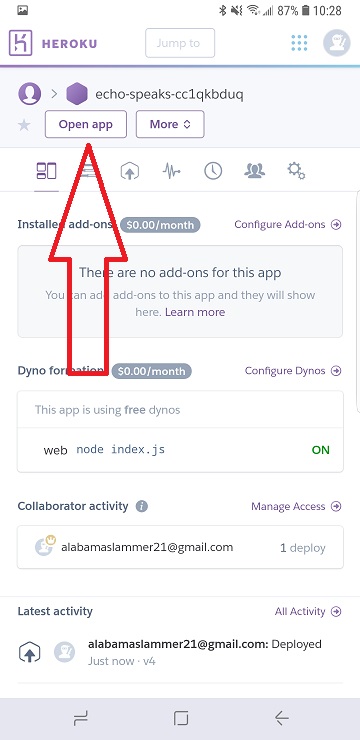 87% 10:28
HEROKU
Jump to
echo-speaks-cc1qkbduq
Open app
More
Installed add-ons $0.00/month
Configure Add-ons
There are no add-ons for this app
You can add add-ons to this app and they will show
here. Learn more
Dyno formation $0.00/month
Configure Dynos
This app is using free dynos
web node index.js
ON
Collaborator activity
Manage Access
alabamaslammer21@gmail.com
1 deploy
Latest activity
All Activity
alabamaslammer21@gmail.com: Deployed
Just now · v4